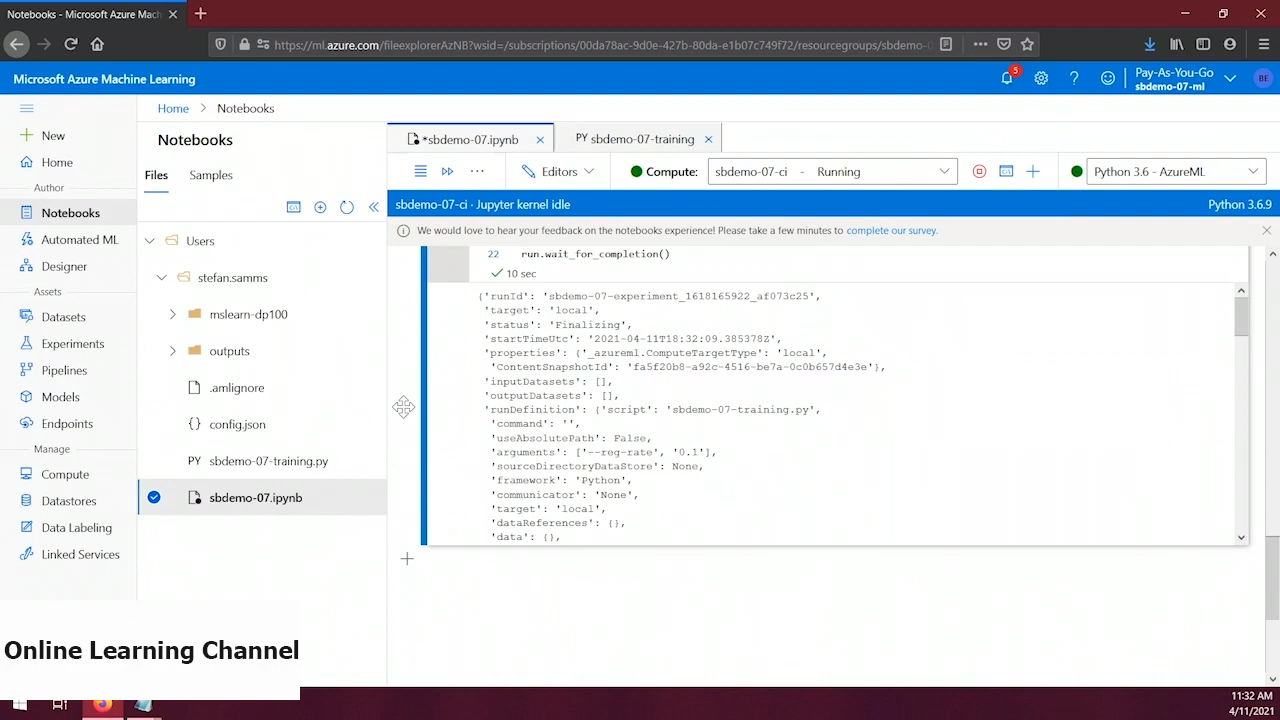 Notebooks - Microsoft Azure Mach
https://ml.azure.com/fileexplorerAzNB?wsid=/subscriptions/00da78ac-9d0e-427b-80da-e1b07c749f72/resourcegroups/sbdemo-0
Microsoft Azure Machine Learning
5
Pay-As-You-Go
sbdemo-07-ml
BE
New
Home
Author
Notebooks
Automated ML
Designer
Assets
Datasets
Experiments
Pipelines
Models
Endpoints
Manage
Compute
Datastores
Data Labeling
Linked Services
Home > Notebooks
Notebooks
Files Samples
Users
stefan.samms
mslearn-dp100
outputs
.amlignore
{} config.json
PY sbdemo-07-training.py
sbdemo-07.ipynb
*sbdemo-07.ipynb
PY sbdemo-07-training
Editors
Compute: sbdemo-07-ci - Running
Python 3.6 - AzureML
sbdemo-07-ci · Jupyter kernel idle
Python 3.6.9
We would love to hear your feedback on the notebooks experience! Please take a few minutes to complete our survey.
22 run.wait_for_completion()
10 sec
{'runId': 'sbdemo-07-experiment_1618165922_af073c25',
'target': 'local',
'status': 'Finalizing',
'startTimeUtc': '2021-04-11T18:32:09.385378Z',
'properties': {'_azureml.ComputeTargetType': 'local',
'ContentSnapshotId': 'fa5f20b8-a92c-4516-be7a-0c0b657d4e3e'},
'inputDatasets': [],
'outputDatasets': [],
'runDefinition': {'script': 'sbdemo-07-training.py',
'command': '',
'useAbsolutePath': False,
'arguments': ['--reg-rate', '0.1'],
'sourceDirectoryDataStore': None,
'framework': 'Python',
'communicator': 'None',
'target': 'local',
'dataReferences': {},
'data': {},
Online Learning Channel
11:32 AM
4/11/2021